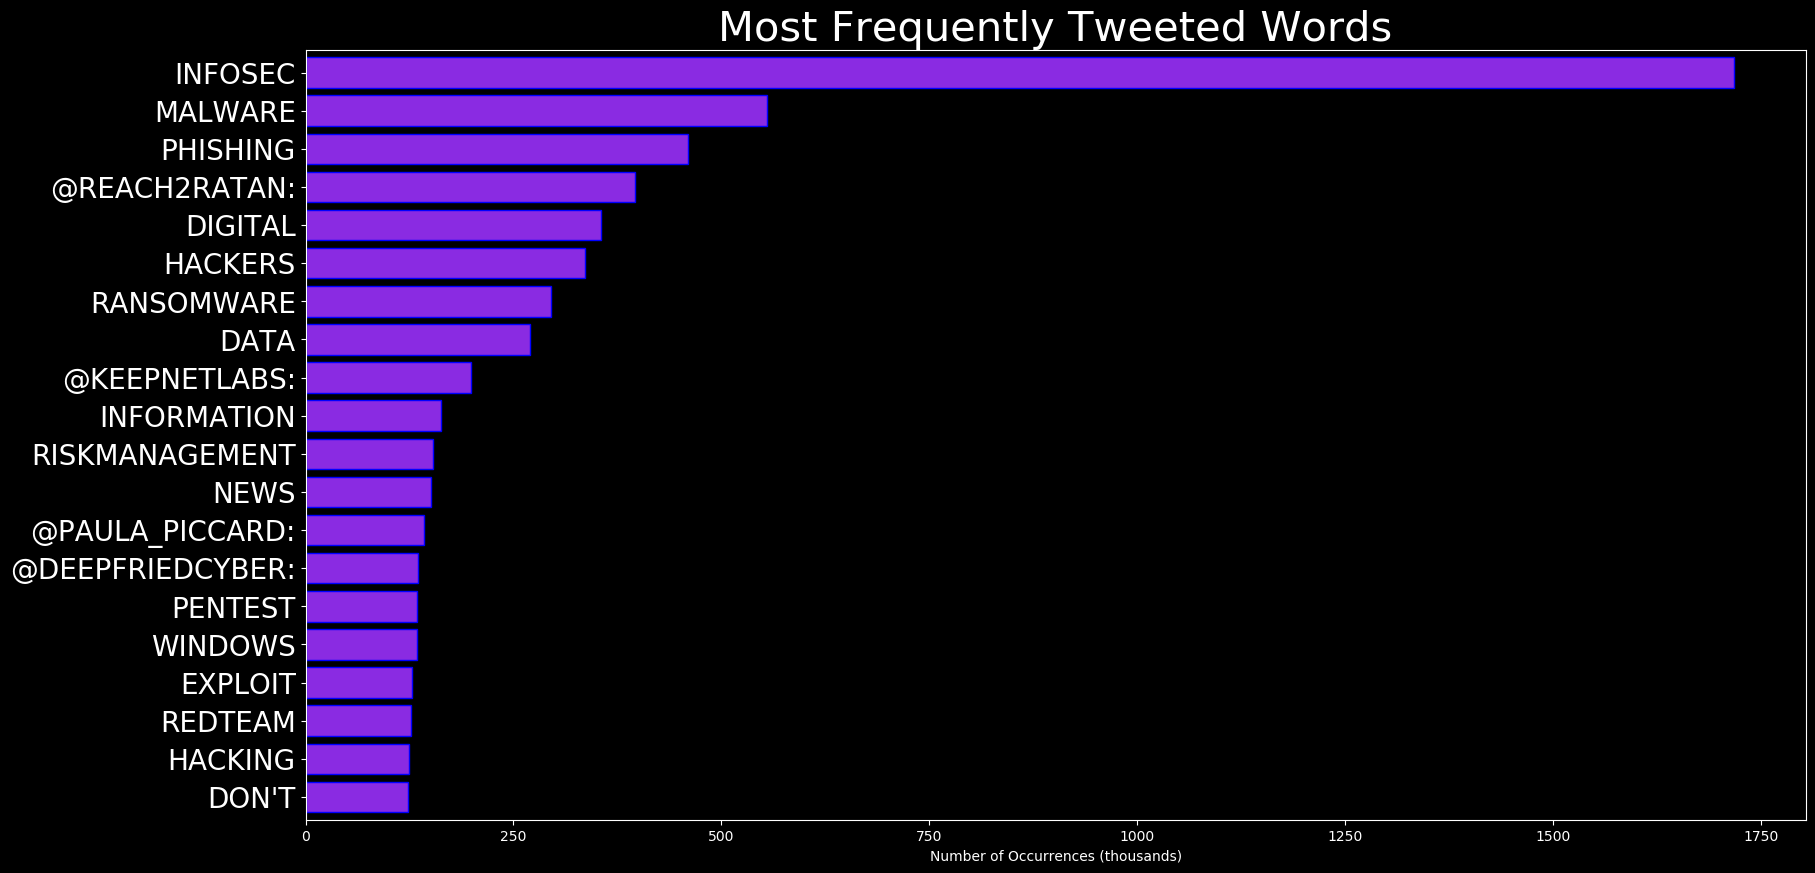 Most Frequently Tweeted Words
INFOSEC
MALWARE
PHISHING
@REACH2RATAN:
DIGITAL
HACKERS
RANSOMWARE
DATA
@KEEPNETLABS:
INFORMATION
RISKMANAGEMENT
NEWS
@PAULA_PICCARD:
@DEEPFRIEDCYBER:
PENTEST
WINDOWS
EXPLOIT
REDTEAM
HACKING
DON'T
0 250 500 750 1000 1250 1500 1750
Number of Occurrences (thousands)